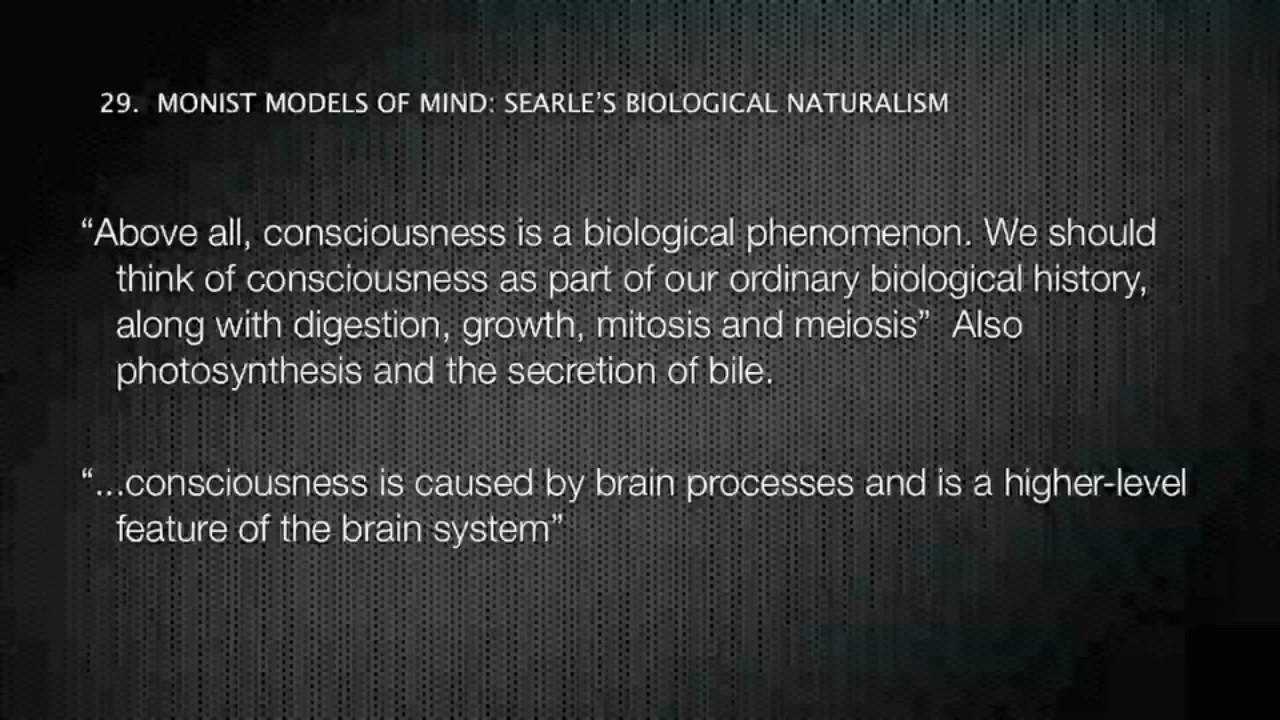 29. MONIST MODELS OF MIND: SEARLE'S BIOLOGICAL NATURALISM
“Above all, consciousness is a biological phenomenon. We should
think of consciousness as part of our ordinary biological history,
along with digestion, growth, mitosis and meiosis”  Also
photosynthesis and the secretion of bile.
“...consciousness is caused by brain processes and is a higher-level
feature of the brain system”